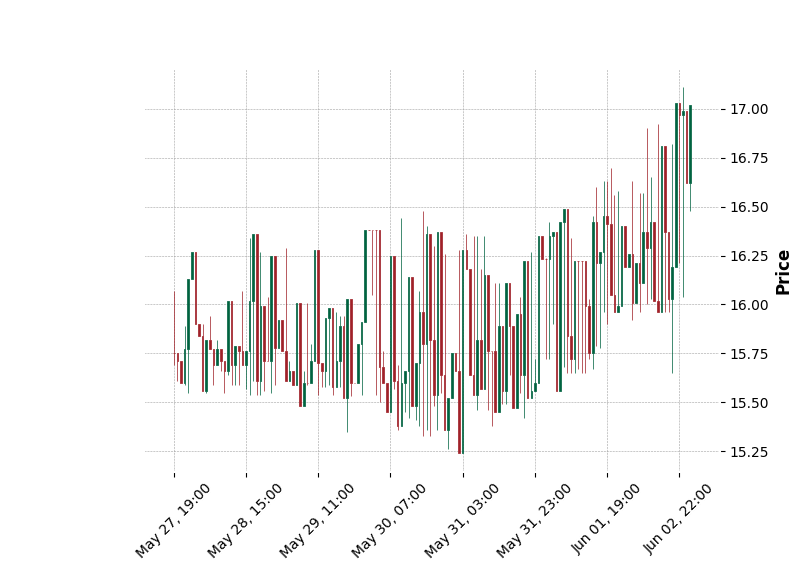 17.00
16.75
16.50
16.25
16.00
15.75
15.50
15.25
Price
May 27, 19:00
May 28, 15:00
May 29, 11:00
May 30, 07:00
May 31, 03:00
May 31, 23:00
Jun 01, 19:00
Jun 02, 22:00